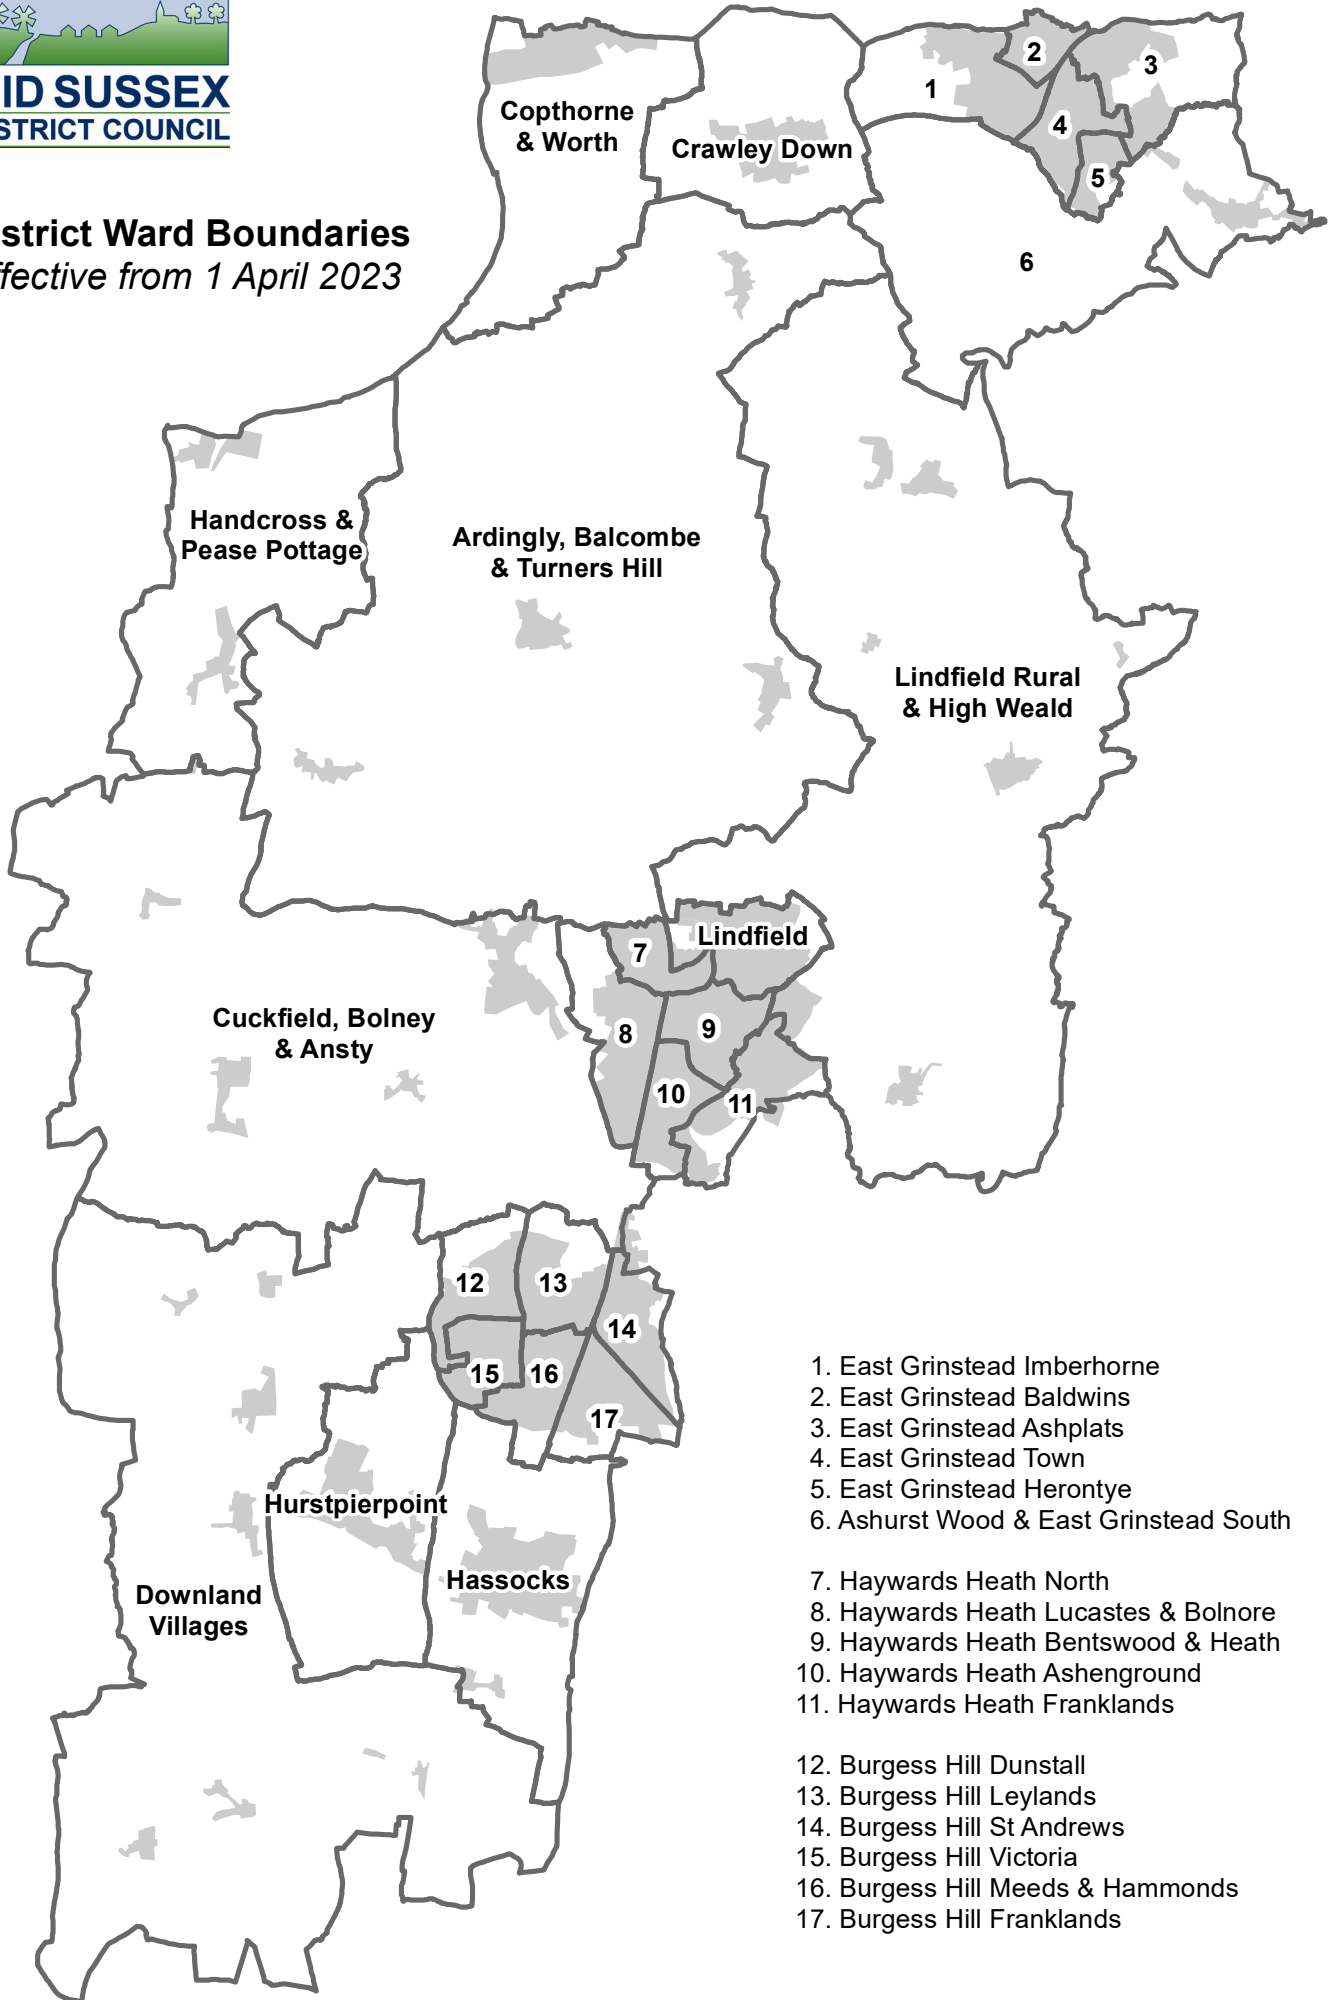 ID SUSSEX
STRICT COUNCIL
strict Ward Boundaries
ffective from 1 April 2023
Copthorne
& Worth
Crawley Down
1
2
3
4
5
6
Handcross &
Pease Pottage
Ardingly, Balcombe
& Turners Hill
Lindfield Rural
& High Weald
Lindfield
7
8
9
10
11
Cuckfield, Bolney
& Ansty
12
13
14
15
16
17
Hurstpierpoint
Hassocks
Downland
Villages
1. East Grinstead Imberhorne
2. East Grinstead Baldwins
3. East Grinstead Ashplats
4. East Grinstead Town
5. East Grinstead Herontye
6. Ashurst Wood & East Grinstead South
7. Haywards Heath North
8. Haywards Heath Lucastes & Bolnore
9. Haywards Heath Bentswood & Heath
10. Haywards Heath Ashenground
11. Haywards Heath Franklands
12. Burgess Hill Dunstall
13. Burgess Hill Leylands
14. Burgess Hill St Andrews
15. Burgess Hill Victoria
16. Burgess Hill Meeds & Hammonds
17. Burgess Hill Franklands